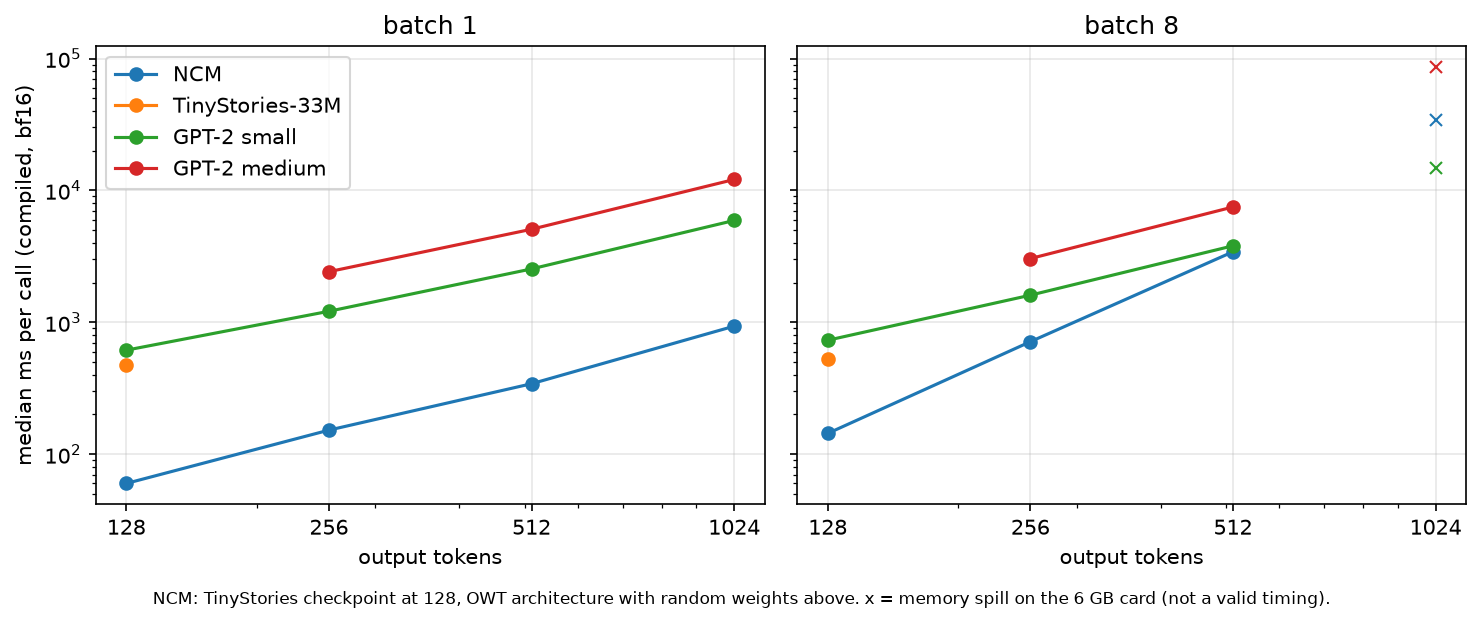 batch 1
batch 8
median ms per call (compiled, bf16)
10^5
10^4
10^3
10^2
NCM
TinyStories-33M
GPT-2 small
GPT-2 medium
128 256 512 1024
128 256 512 1024
output tokens
output tokens
NCM: TinyStories checkpoint at 128, OWT architecture with random weights above. x = memory spill on the 6 GB card (not a valid timing).